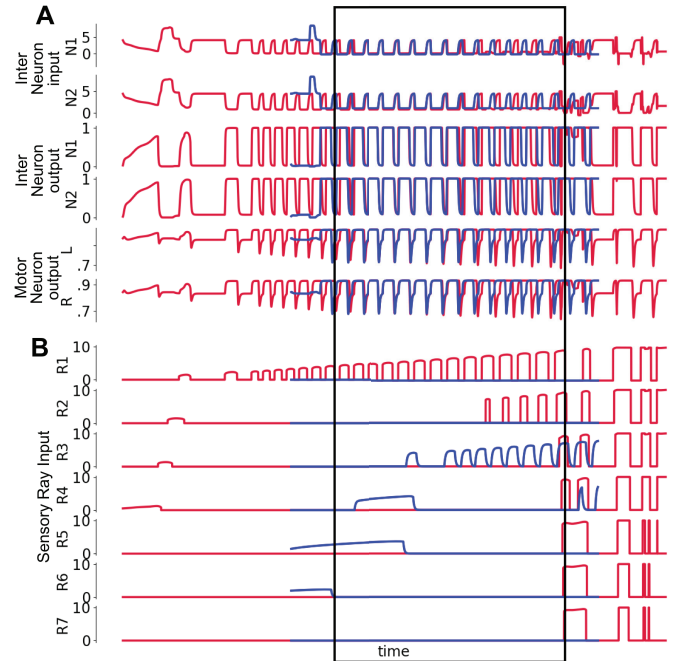 A
Inter
Neuron
input
N1
5
0
N2
5
0
Inter
Neuron
output
N1
1
0
N2
1
0
Motor
Neuron
output
L
.7
R
.9
.7
B
Sensory Ray Input
R1
10
0
R2
10
0
R3
10
0
R4
10
0
R5
10
0
R6
10
0
R7
10
0
time